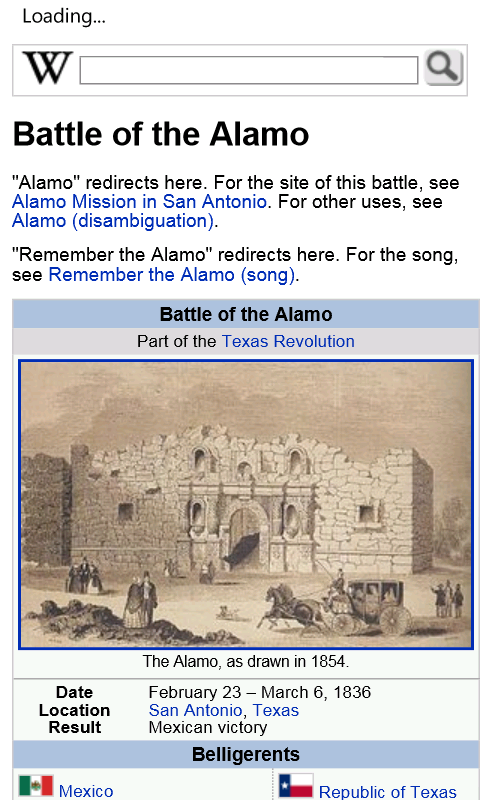 Loading...
W
Battle of the Alamo
"Alamo" redirects here. For the site of this battle, see
Alamo Mission in San Antonio. For other uses, see
Alamo (disambiguation).
"Remember the Alamo" redirects here. For the song,
see Remember the Alamo (song).
Battle of the Alamo
Part of the Texas Revolution
The Alamo, as drawn in 1854.
Date February 23 – March 6, 1836
Location San Antonio, Texas
Result Mexican victory
Belligerents
Mexico Republic of Texas